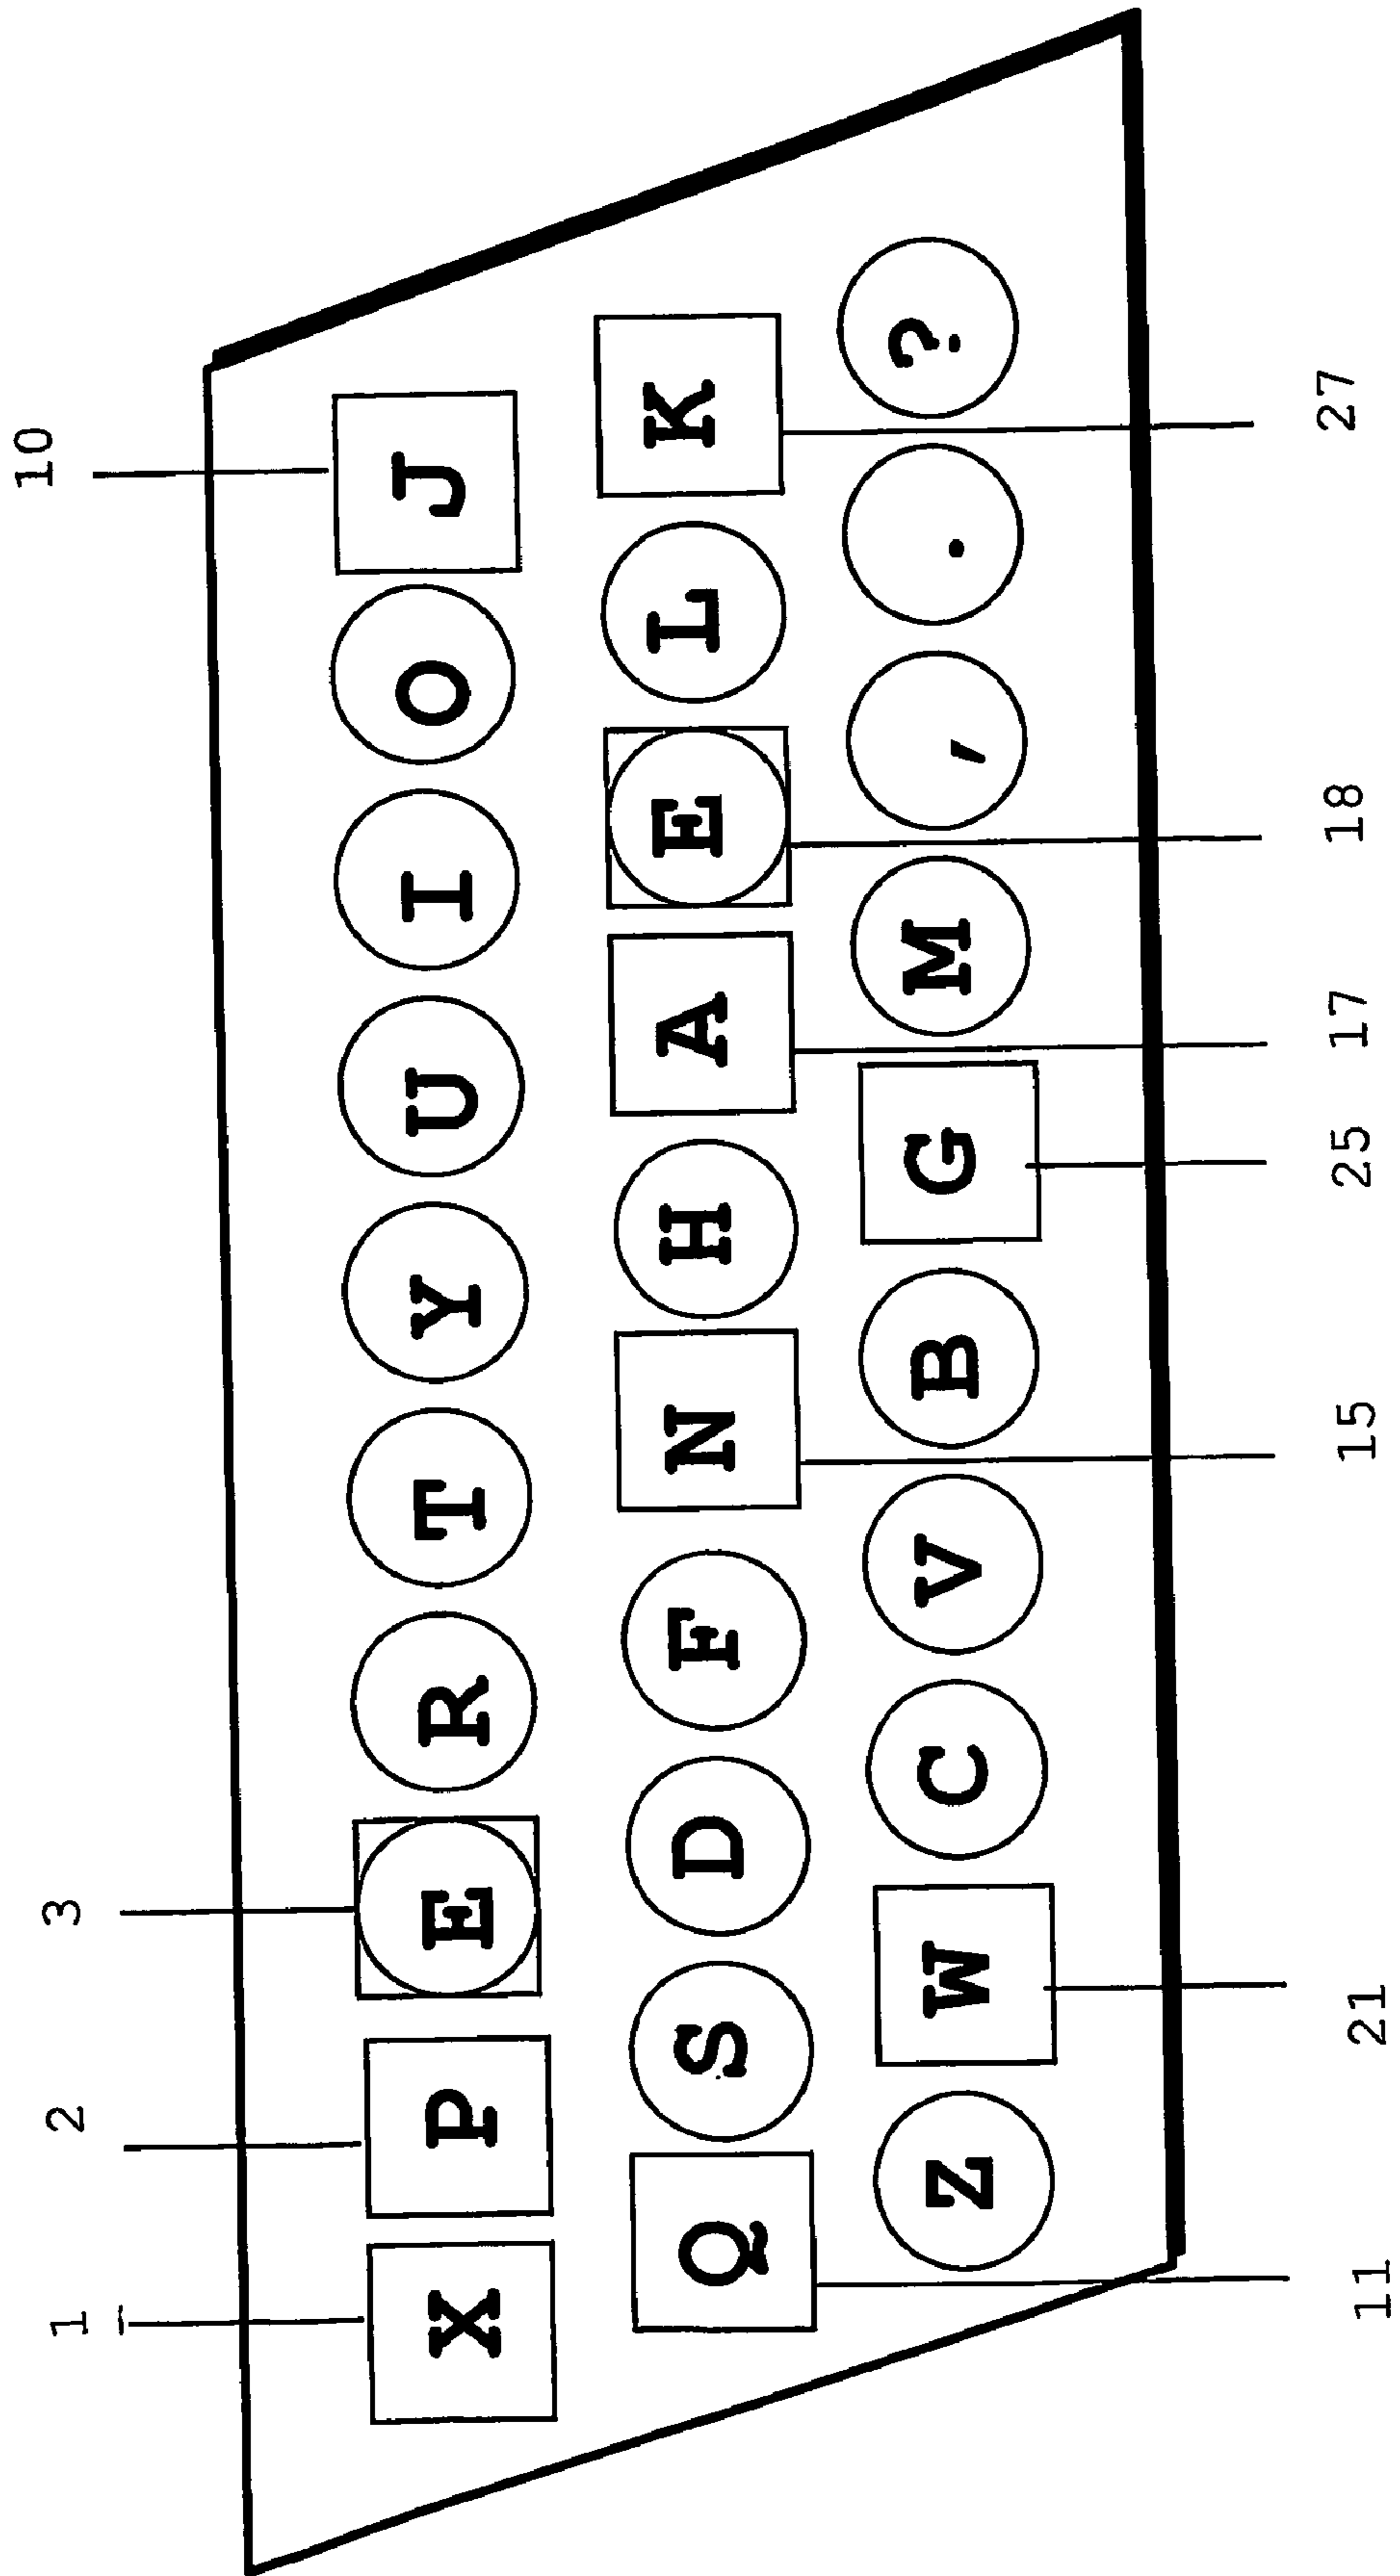 1 2 3 10
X P E R T Y U I O J
Q S D F N H A E L K
Z W C V B G M , . ?
11 21 15 25 17 18 27